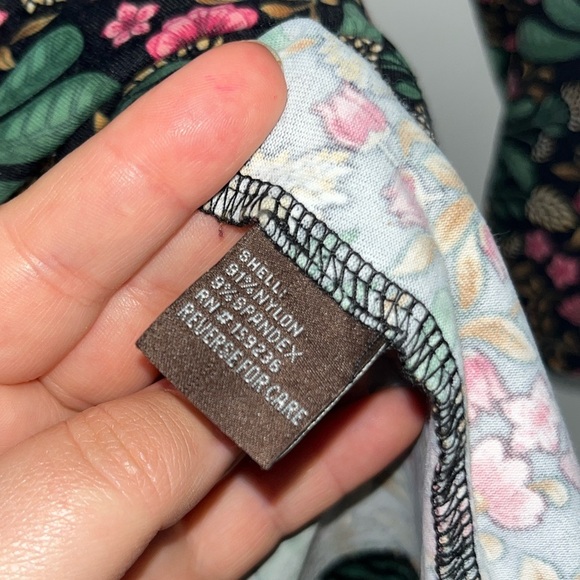 SHELL:
91% NYLON
9% SPANDEX
RN # 159236
REVERSE FOR CARE